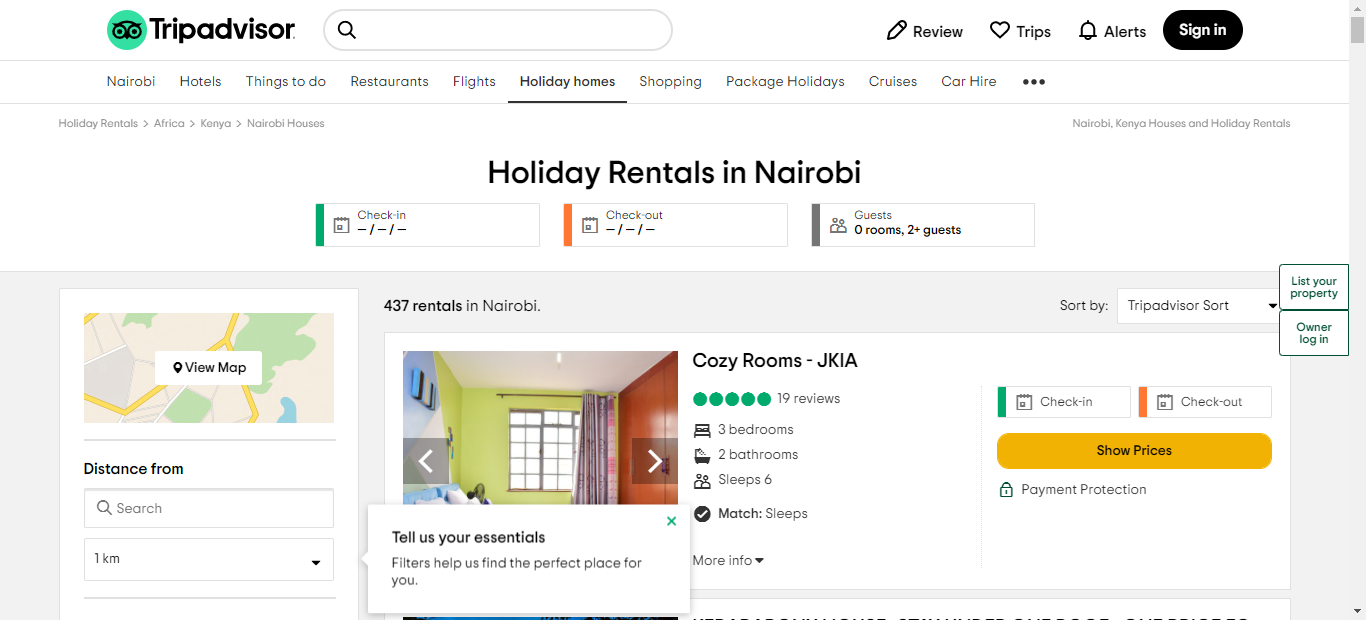 Tripadvisor
Review
Trips
Alerts
Sign in
Nairobi
Hotels
Things to do
Restaurants
Flights
Holiday homes
Shopping
Package Holidays
Cruises
Car Hire
•••
Holiday Rentals > Africa > Kenya > Nairobi Houses
Nairobi, Kenya Houses and Holiday Rentals
Holiday Rentals in Nairobi
Check-in
– / – / –
Check-out
– / – / –
Guests
0 rooms, 2+ guests
List your
property
Owner
log in
View Map
Distance from
Search
1 km
437 rentals in Nairobi.
Sort by:
Tripadvisor Sort
Cozy Rooms - JKIA
19 reviews
3 bedrooms
2 bathrooms
Sleeps 6
Match: Sleeps
More info
Check-in
Check-out
Show Prices
Payment Protection
Tell us your essentials
Filters help us find the perfect place for
you.